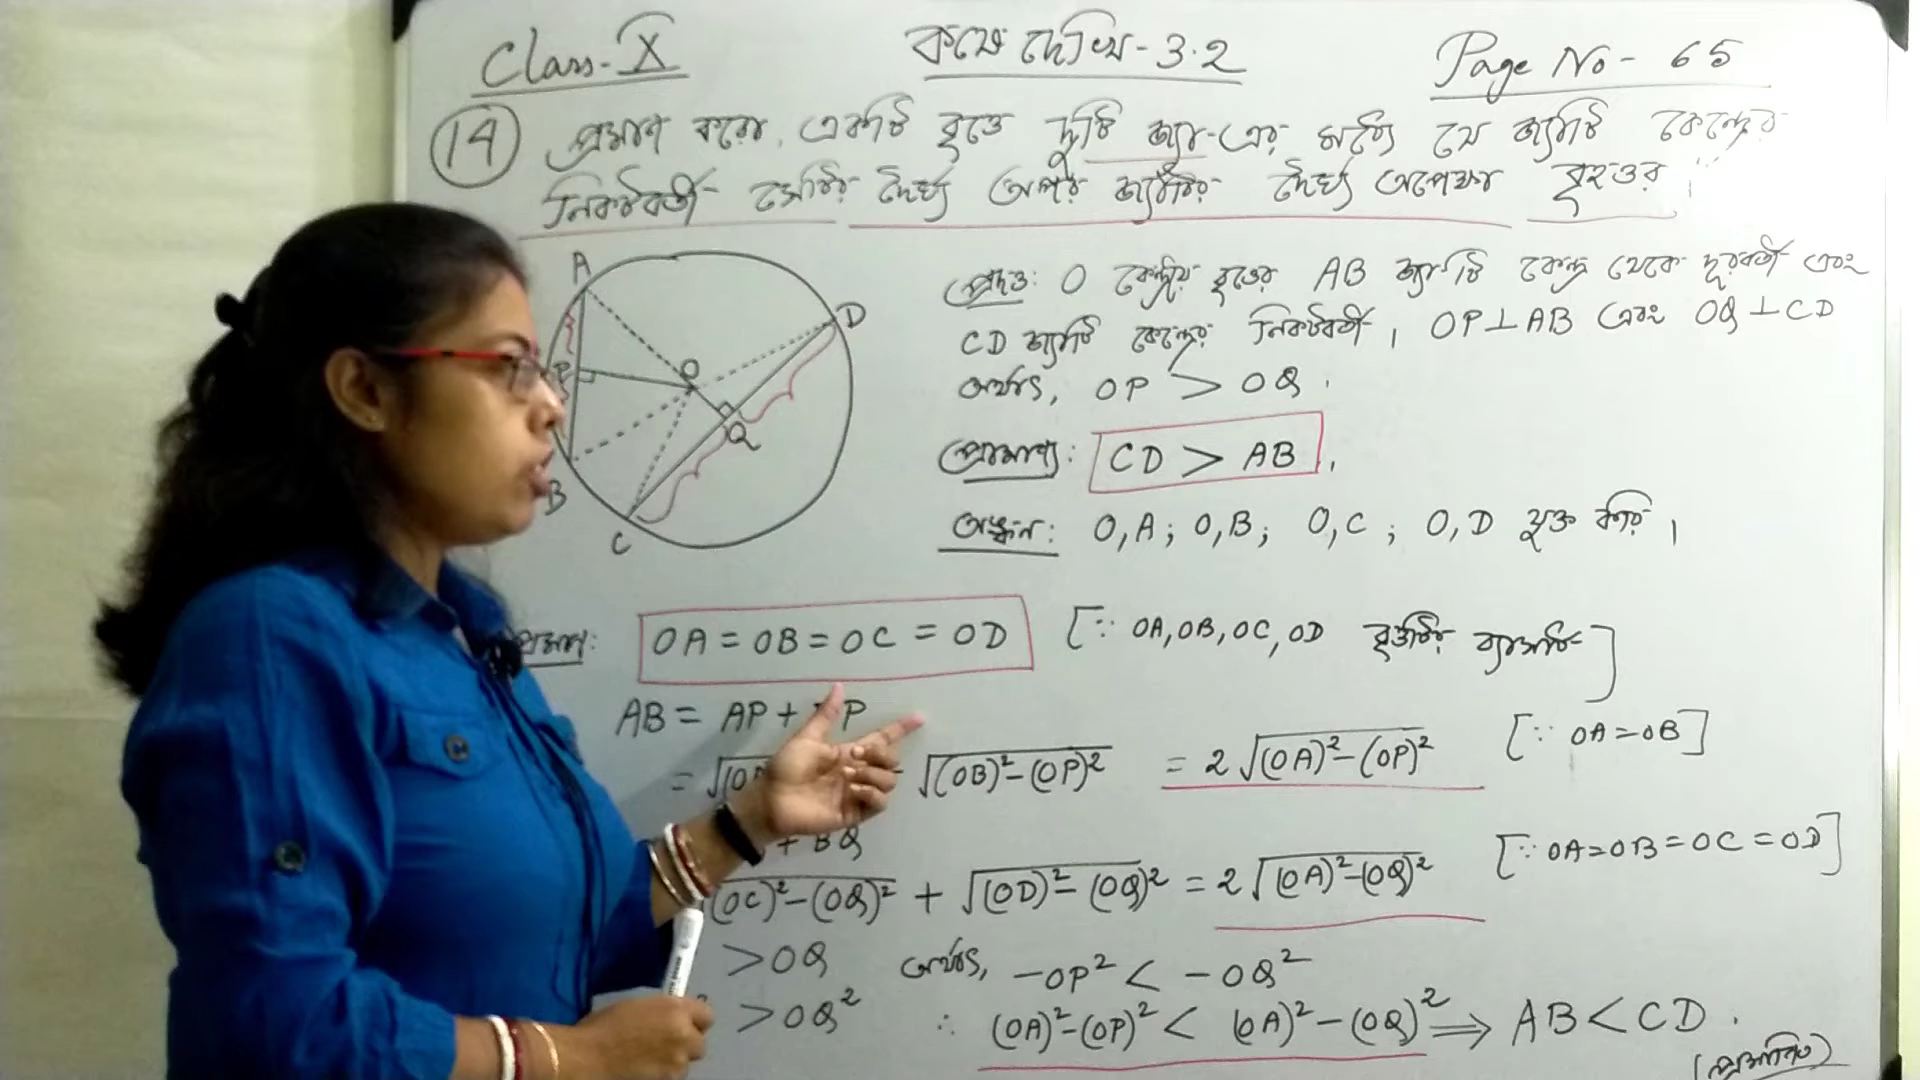 Class-X
কষে দেখি-3.2
Page No- 65
14 প্রমাণ করো, একটি বৃত্তে দুটি জ্যা-এর মধ্যে যে জ্যাটি কেন্দ্রের
নিকটবর্তী সেটির দৈর্ঘ্য অপর জ্যাটির দৈর্ঘ্য অপেক্ষা বৃহত্তর।
A
D
O
P
Q
B
C
প্রদত্ত: O কেন্দ্রীয় বৃত্তের AB জ্যাটি কেন্দ্র থেকে দূরবর্তী এবং
CD জ্যাটি কেন্দ্রের নিকটবর্তী। OP⊥AB এবং OQ⊥CD
অর্থাৎ, OP > OQ.
প্রামাণ্য: CD > AB.
অঙ্কন: O,A; O,B; O,C; O,D যুক্ত করি।
প্রমাণ: OA = OB = OC = OD [∵ OA, OB, OC, OD বৃত্তটির ব্যাসার্ধ]
AB = AP + P
= √(O √(OB)²-(OP)² = 2√(OA)²-(OP)² [∵ OA=OB]
+ BQ
√(OC)²-(OQ)² + √(OD)²-(OQ)² = 2√(OA)²-(OQ)² [∵ OA=OB=OC=OD]
>OQ অর্থাৎ, -OP² < -OQ²
² >OQ² ∴ (OA)²-(OP)² < (OA)²-(OQ)² ⟹ AB < CD.
(প্রমাণিত)